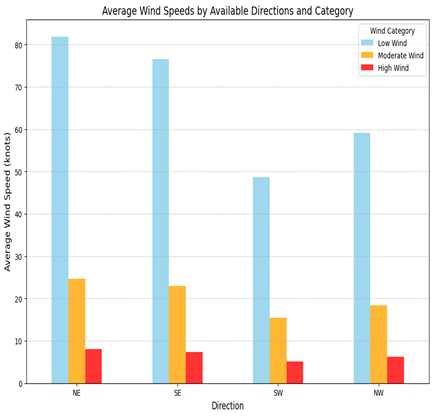 Average Wind Speeds by Available Directions and Category
Wind Category
Low Wind
Moderate Wind
High Wind
Average Wind Speed (knots)
80
70
60
50
40
30
20
10
0
NE
SE
SW
NW
Direction